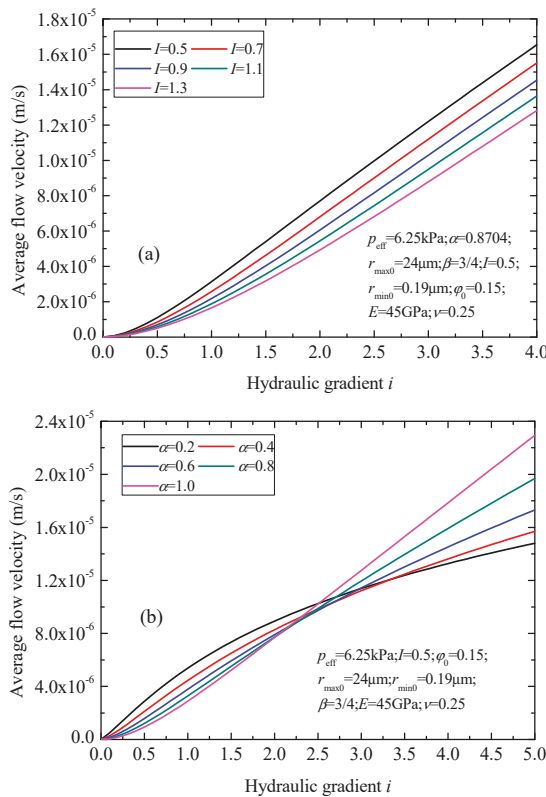 1.8x10⁻⁵
1.6x10⁻⁵
1.4x10⁻⁵
1.2x10⁻⁵
1.0x10⁻⁵
8.0x10⁻⁶
6.0x10⁻⁶
4.0x10⁻⁶
2.0x10⁻⁶
0.0
Average flow velocity (m/s)
I=0.5 I=0.7
I=0.9 I=1.1
I=1.3
(a)
p_eff=6.25kPa;α=0.8704;
r_max0=24μm;β=3/4;I=0.5;
r_min0=0.19μm;φ₀=0.15;
E=45GPa;ν=0.25
0.0 0.5 1.0 1.5 2.0 2.5 3.0 3.5 4.0
Hydraulic gradient i
2.4x10⁻⁵
2.0x10⁻⁵
1.6x10⁻⁵
1.2x10⁻⁵
8.0x10⁻⁶
4.0x10⁻⁶
0.0
Average flow velocity (m/s)
α=0.2 α=0.4
α=0.6 α=0.8
α=1.0
(b)
p_eff=6.25kPa;I=0.5;φ₀=0.15;
r_max0=24μm;r_min0=0.19μm;
β=3/4;E=45GPa;ν=0.25
0.0 0.5 1.0 1.5 2.0 2.5 3.0 3.5 4.0 4.5 5.0
Hydraulic gradient i